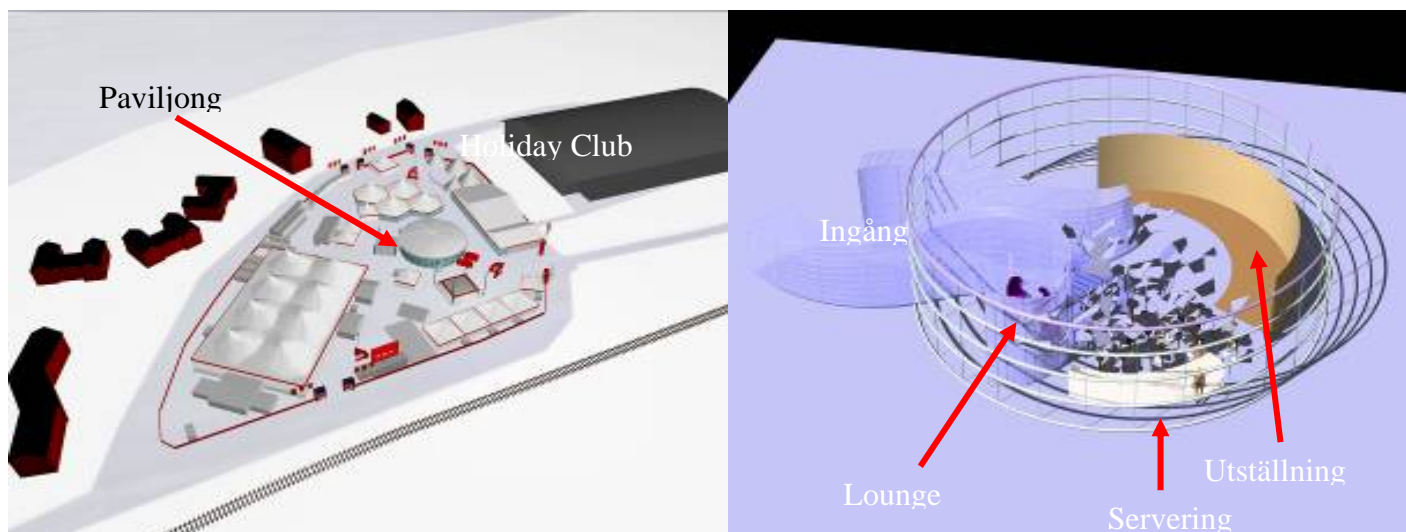 Paviljong
Holiday Club
Ingång
Lounge
Utställning
Servering